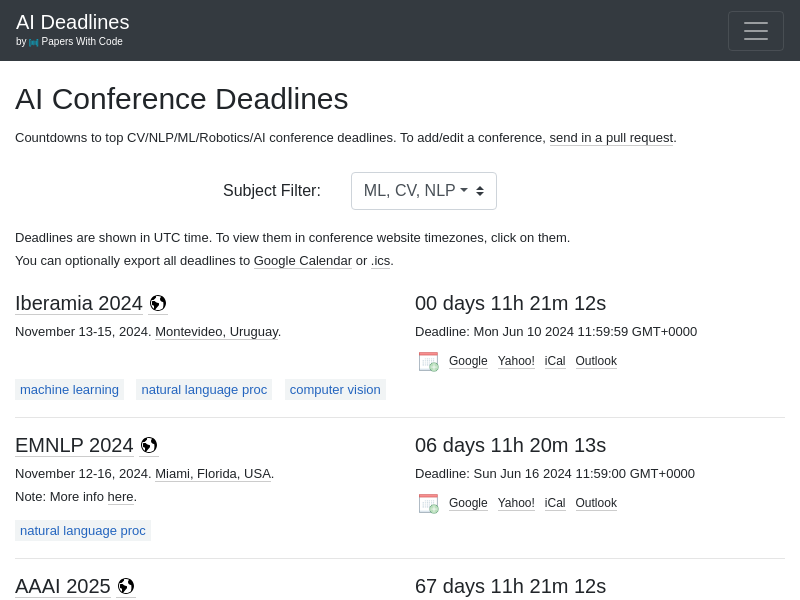 AI Deadlines
by Papers With Code
AI Conference Deadlines
Countdowns to top CV/NLP/ML/Robotics/AI conference deadlines. To add/edit a conference, send in a pull request.
Subject Filter: ML, CV, NLP
Deadlines are shown in UTC time. To view them in conference website timezones, click on them.
You can optionally export all deadlines to Google Calendar or .ics.
Iberamia 2024 00 days 11h 21m 12s
November 13-15, 2024. Montevideo, Uruguay. Deadline: Mon Jun 10 2024 11:59:59 GMT+0000
Google Yahoo! iCal Outlook
machine learning natural language proc computer vision
EMNLP 2024 06 days 11h 20m 13s
November 12-16, 2024. Miami, Florida, USA. Deadline: Sun Jun 16 2024 11:59:00 GMT+0000
Note: More info here. Google Yahoo! iCal Outlook
natural language proc
AAAI 2025 67 days 11h 21m 12s